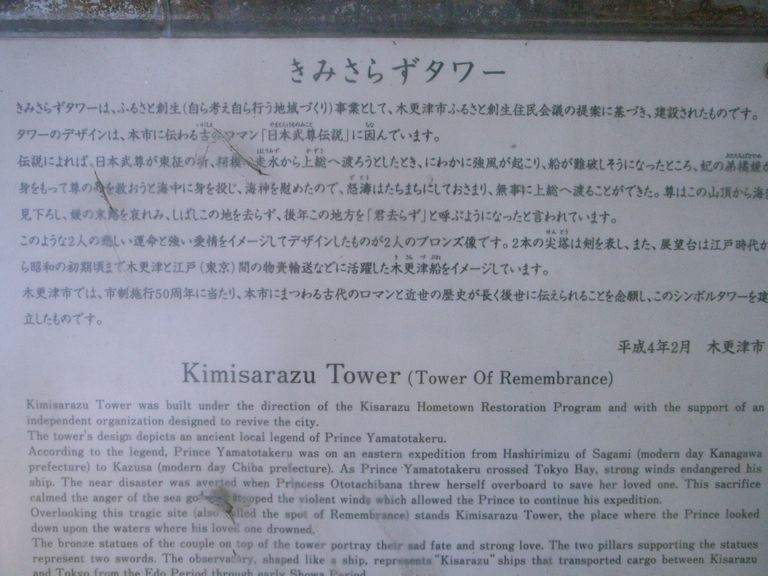 きみさらずタワー
きみさらずタワーは、ふるさと創生(自ら考え自ら行う地域づくり)事業として、木更津市ふるさと創生住民会議の提案に基づき、建設されたものです。
タワーのデザインは、本市に伝わる古のロマン「日本武尊伝説」に因んでいます。
伝説によれば、日本武尊が東征の折、相模の走水から上総へ渡ろうとしたとき、にわかに強風が起こり、船が難破しそうになったところ、妃の弟橘媛が
身をもって尊の命を救おうと海中に身を投じ、海神を慰めたので、怒濤はたちまちにしておさまり、無事に上総へ渡ることができた。尊はこの山頂から海を
見下ろし、媛の末路を哀れみ、しばしこの地を去らず、後年この地方を「君去らず」と呼ぶようになったと言われています。
このような2人の悲しい運命と強い愛情をイメージしてデザインしたものが2人のブロンズ像です。2本の尖塔は剣を表し、また、展望台は江戸時代か
ら昭和の初期頃まで木更津と江戸(東京)間の物資輸送などに活躍した木更津船をイメージしています。
木更津市では、市制施行50周年に当たり、本市にまつわる古代のロマンと近世の歴史が長く後世に伝えられることを念願し、このシンボルタワーを建
立したものです。
平成4年2月 木更津市
Kimisarazu Tower (Tower Of Remembrance)
Kimisarazu Tower was built under the direction of the Kisarazu Hometown Restoration Program and with the support of an
independent organization designed to revive the city.
The tower's design depicts an ancient local legend of Prince Yamatotakeru.
According to the legend, Prince Yamatotakeru was on an eastern expedition from Hashirimizu of Sagami (modern day Kanagawa
prefecture) to Kazusa (modern day Chiba prefecture). As Prince Yamatotakeru crossed Tokyo Bay, strong winds endangered his
ship. The near disaster was averted when Princess Ototachibana threw herself overboard to save her loved one. This sacrifice
calmed the anger of the sea stopped the violent winds which allowed the Prince to continue his expedition.
Overlooking this tragic site (also called the spot of Remembrance) stands Kimisarazu Tower, the place where the Prince looked
down upon the waters where his loved one drowned.
The bronze statues of the couple on top of the tower portray their sad fate and strong love. The two pillars supporting the statues
represent two swords. The observatory, shaped like a ship, represents "Kisarazu" ships that transported cargo between Kisarazu
and Tokyo from the Edo Period through early Showa Period.